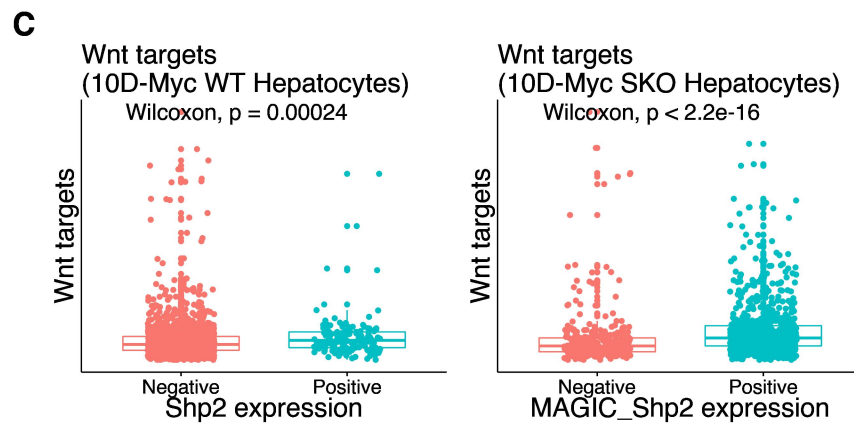 C
Wnt targets
(10D-Myc WT Hepatocytes)
Wilcoxon, p = 0.00024
Wnt targets
Negative
Positive
Shp2 expression
Wnt targets
(10D-Myc SKO Hepatocytes)
Wilcoxon, p < 2.2e-16
Wnt targets
Negative
Positive
MAGIC_Shp2 expression